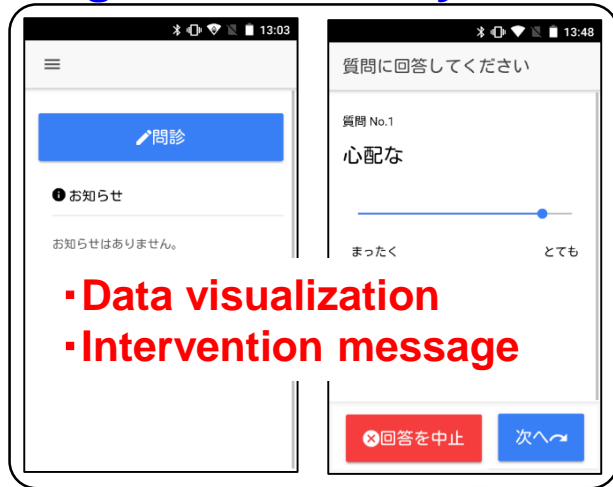 13:03
問診
お知らせ
お知らせはありません。
13:48
質問に回答してください
質問 No.1
心配な
まったく とても
・Data visualization
・Intervention message
回答を中止 次へ